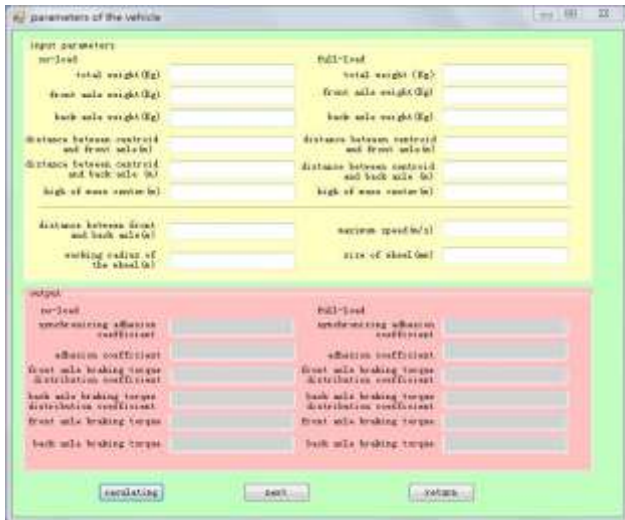 parameters of the vehicle
input parameters
no-load
full-load
total weight(Kg)
total weight (Kg)
front axle weight(Kg)
front axle weight(Kg)
back axle weight(Kg)
back axle weight(Kg)
distance between centroid
and front axle(m)
distance between centroid
and front axle(m)
distance between centroid
and back axle (m)
distance between centroid
and back axle (m)
high of mass center(m)
high of mass center(m)
distance between front
and back axle(m)
maximum speed(m/s)
working radius of
the wheel(m)
size of wheel(mm)
output
no-load
full-load
synchronizing adhesion
coefficient
synchronizing adhesion
coefficient
adhesion coefficient
adhesion coefficient
front axle braking torque
distribution coefficient
front axle braking torque
distribution coefficient
back axle braking torque
distribution coefficient
back axle braking torque
distribution coefficient
front axle braking torque
front axle braking torque
back axle braking torque
back axle braking torque
next
return